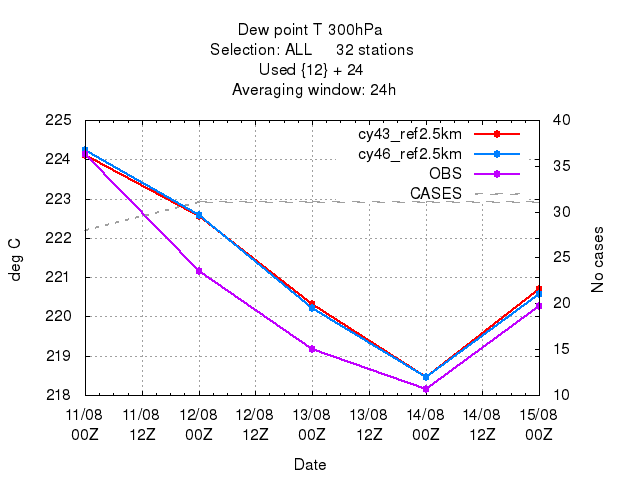 Dew point T 300hPa
Selection: ALL     32 stations
Used {12} + 24
Averaging window: 24h
225
224
223
222
221
220
219
218
deg C
40
35
30
25
20
15
10
No cases
cy43_ref2.5km
cy46_ref2.5km
OBS
CASES
11/08 11/08 12/08 12/08 13/08 13/08 14/08 14/08 15/08
00Z 12Z 00Z 12Z 00Z 12Z 00Z 12Z 00Z
Date